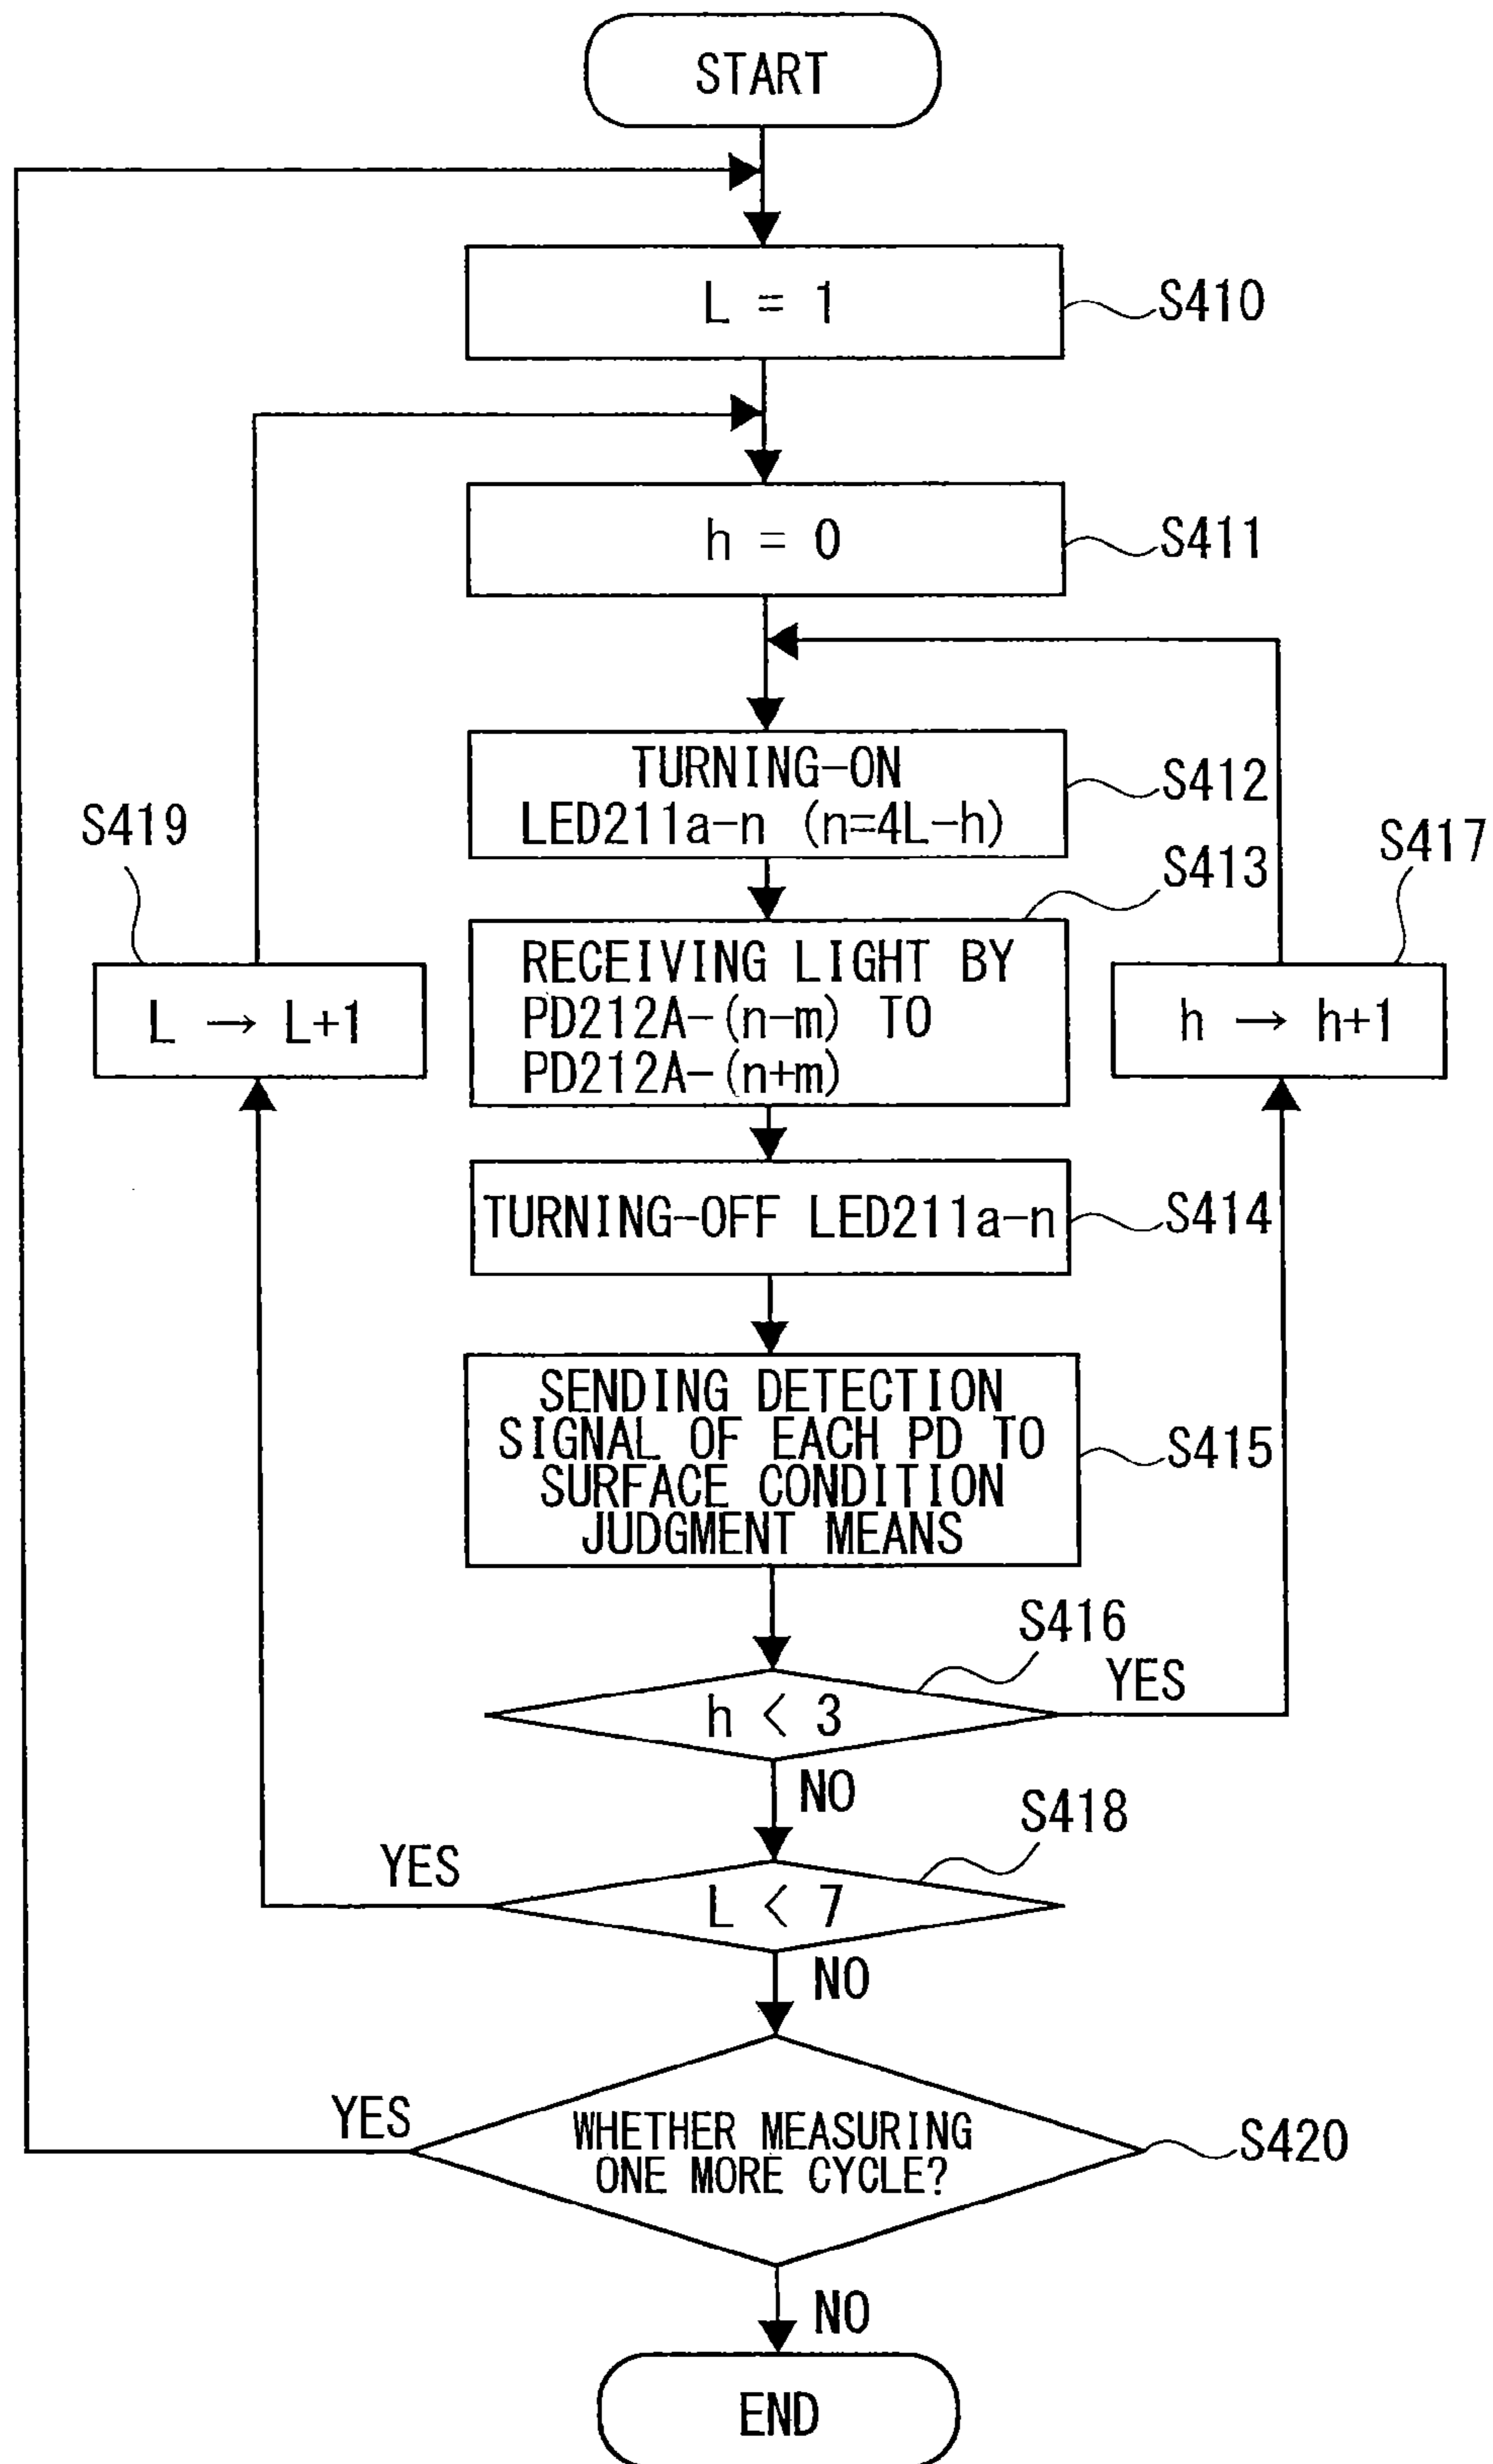 START
L = 1
S410
h = 0
S411
TURNING-ON
LED211a-n (n=4L-h)
S412
S419
S417
S413
RECEIVING LIGHT BY
PD212A-(n-m) TO
PD212A-(n+m)
L → L+1
h → h+1
TURNING-OFF LED211a-n
S414
SENDING DETECTION
SIGNAL OF EACH PD TO
SURFACE CONDITION
JUDGMENT MEANS
S415
S416
h < 3
YES
NO
S418
YES
L < 7
NO
YES
WHETHER MEASURING
ONE MORE CYCLE?
S420
NO
END